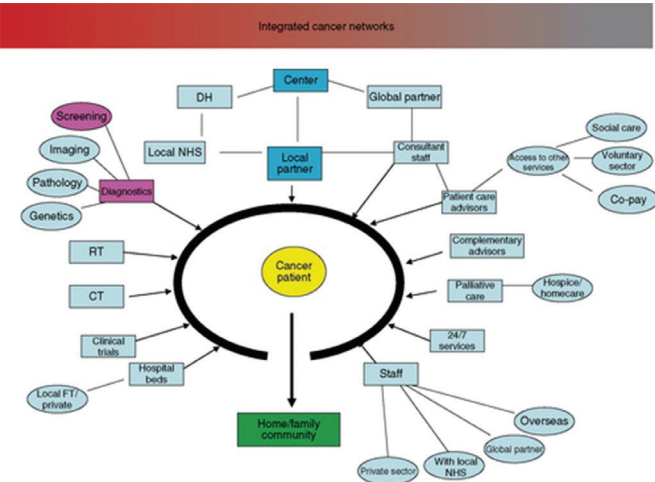 Integrated cancer networks
Center
DH
Global partner
Screening
Social care
Imaging
Local NHS
Local
partner
Consultant
staff
Access to other
services
Voluntary
sector
Pathology
Diagnostics
Patient care
advisors
Co-pay
Genetics
RT
Complementary
advisors
Cancer
patient
CT
Palliative
care
Hospice/
homecare
Clinical
trials
24/7
services
Hospital
beds
Staff
Local FT/
private
Home/family
community
Overseas
Global partner
Private sector
With local
NHS